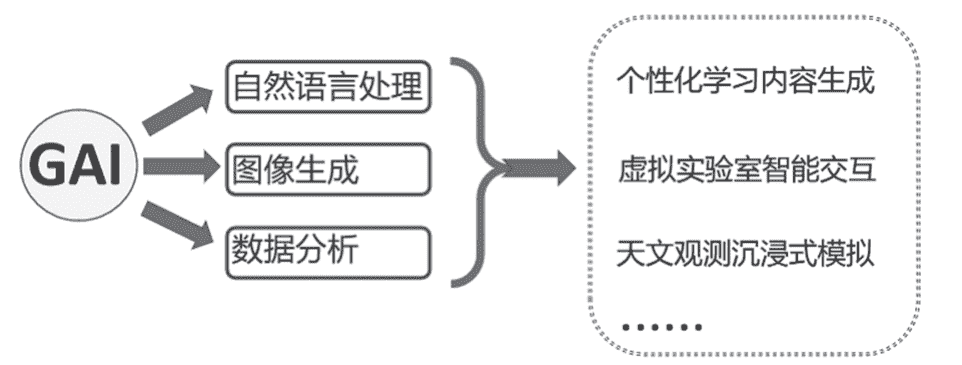 GAI
自然语言处理
图像生成
数据分析
个性化学习内容生成
虚拟实验室智能交互
天文观测沉浸式模拟
……